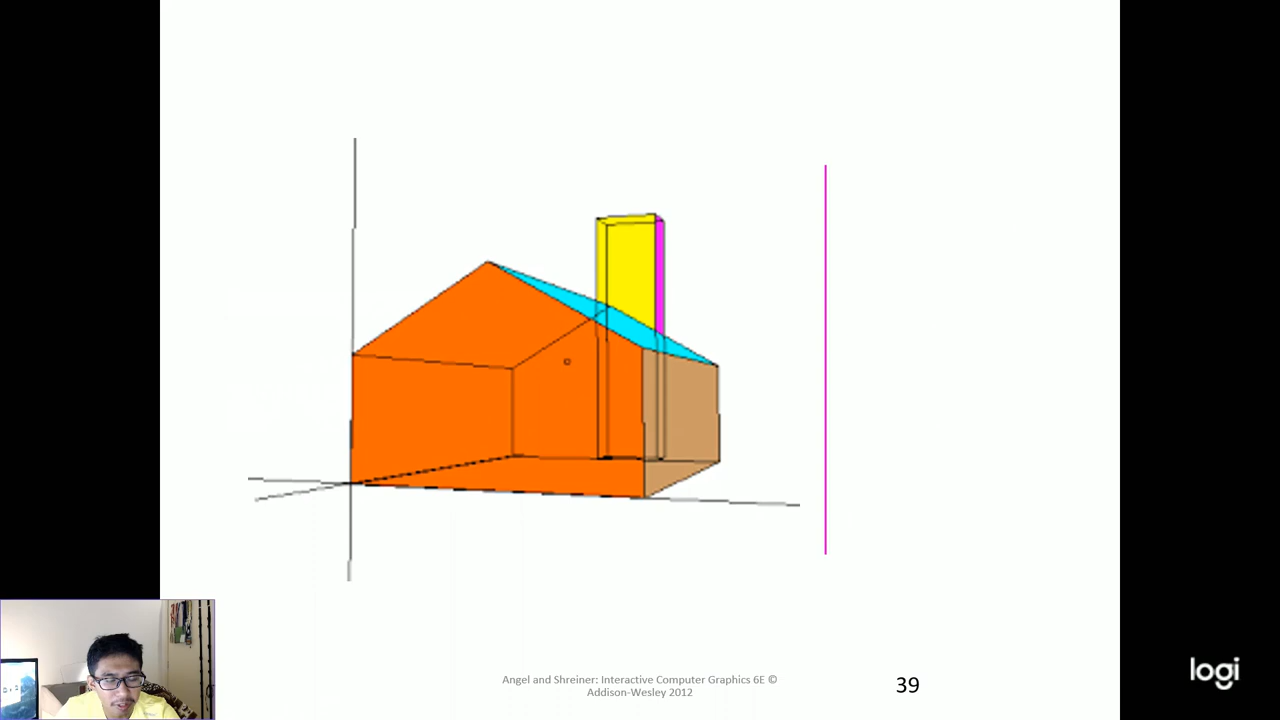 Angel and Shreiner: Interactive Computer Graphics 6E ©
Addison-Wesley 2012
39
logi